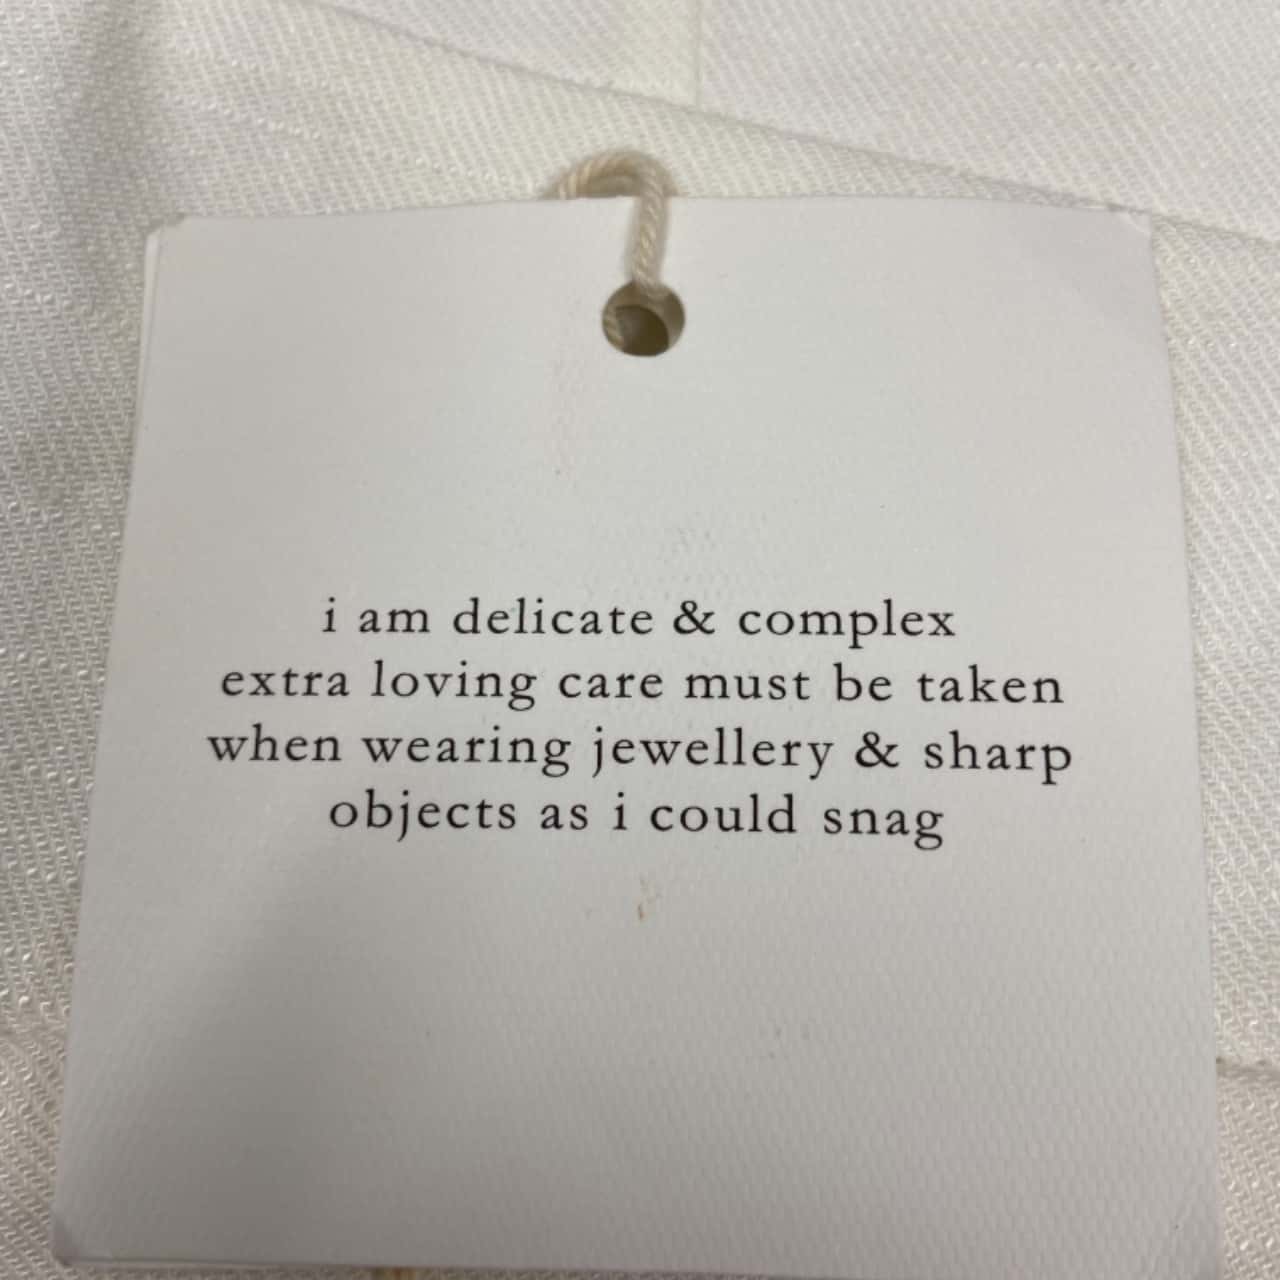 i am delicate & complex
extra loving care must be taken
when wearing jewellery & sharp
objects as i could snag